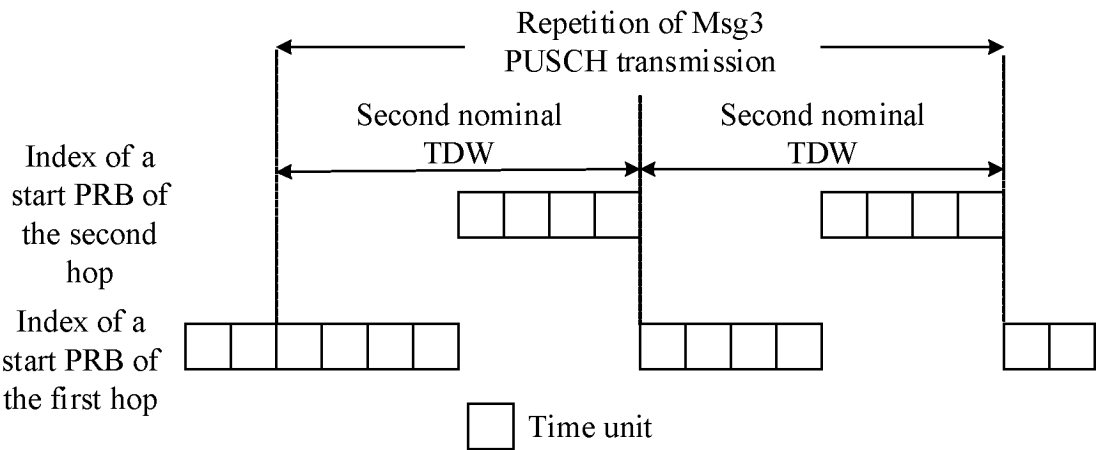 Repetition of Msg3
PUSCH transmission
Second nominal
TDW
Second nominal
TDW
Index of a
start PRB of
the second
hop
Index of a
start PRB of
the first hop
Time unit